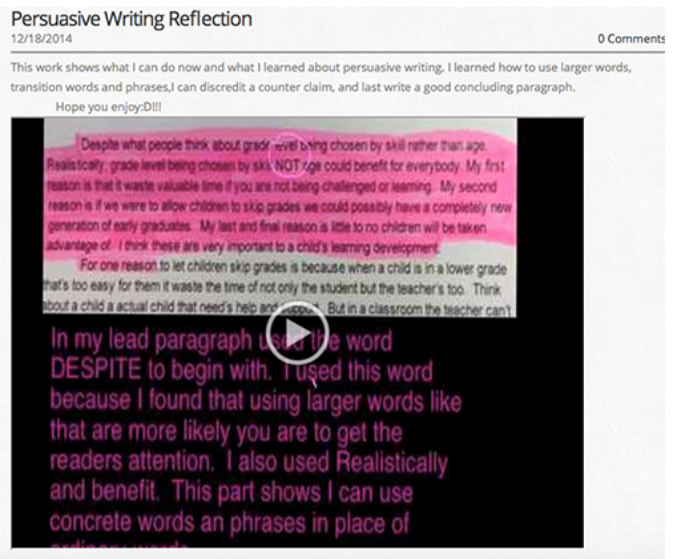 Persuasive Writing Reflection
12/18/2014 0 Comments
This work shows what I can do now and what I learned about persuasive writing. I learned how to use larger words,
transition words and phrases,I can discredit a counter claim, and last write a good concluding paragraph.
Hope you enjoy:D!!!
Despite what people think about grade level being chosen by skill rather than age.
Realistically, grade level being chosen by skill NOT age could benefit for everybody. My first
reason is that it waste valuable time if you are not being challenged or learning. My second
reason is if we were to allow children to skip grades we could possibly have a completely new
generation of early graduates. My last and final reason is little to no children will be taken
advantage of. I think these are very important to a child's learning development.
For one reason to let children skip grades is because when a child is in a lower grade
that's too easy for them it waste the time of not only the student but the teacher's too. Think
about a child a actual child that need's help and support. But in a classroom the teacher can't
In my lead paragraph used the word
DESPITE to begin with. I used this word
because I found that using larger words like
that are more likely you are to get the
readers attention. I also used Realistically
and benefit. This part shows I can use
concrete words an phrases in place of